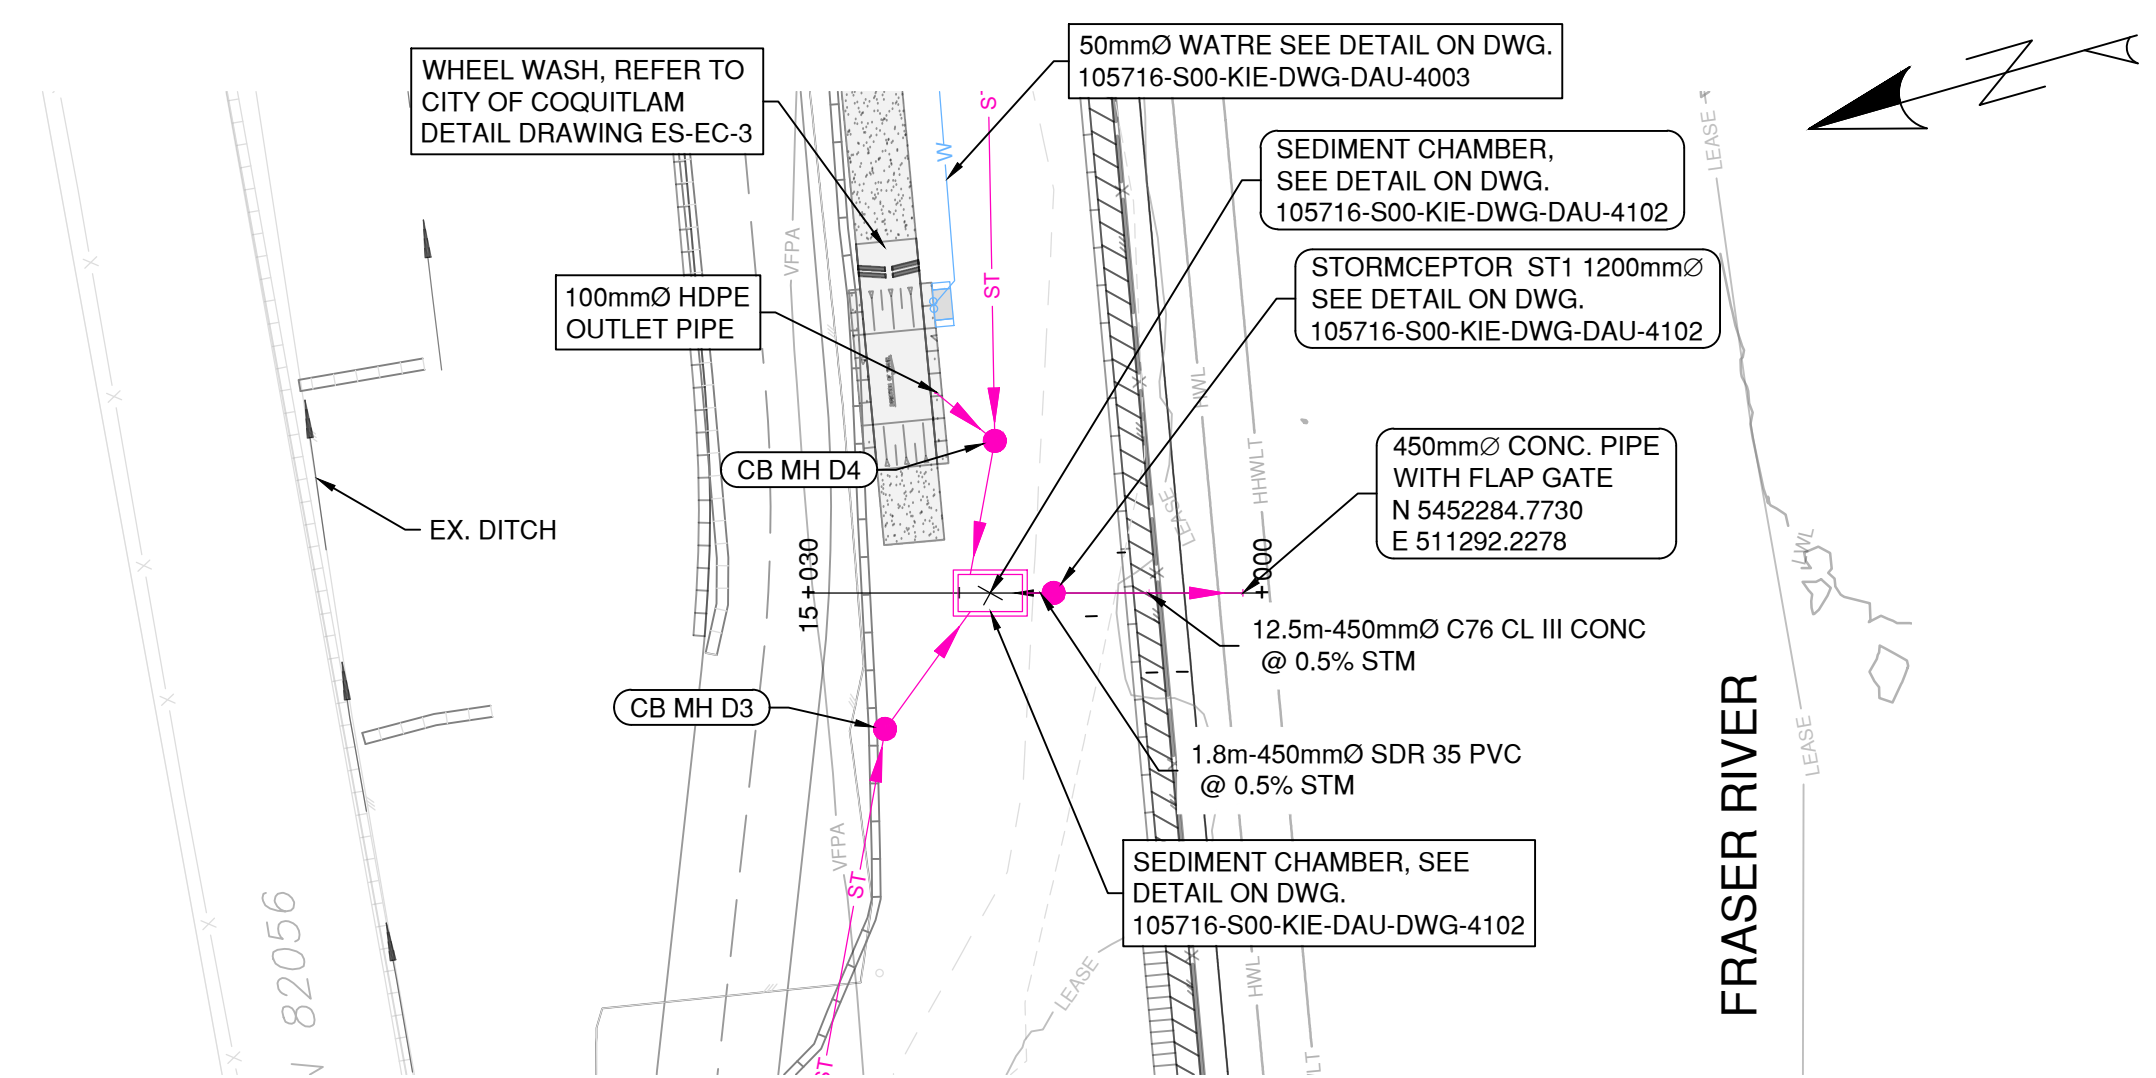 WHEEL WASH, REFER TO
CITY OF COQUITLAM
DETAIL DRAWING ES-EC-3
50mmØ WATRE SEE DETAIL ON DWG.
105716-S00-KIE-DWG-DAU-4003
SEDIMENT CHAMBER,
SEE DETAIL ON DWG.
105716-S00-KIE-DWG-DAU-4102
STORMCEPTOR ST1 1200mmØ
SEE DETAIL ON DWG.
105716-S00-KIE-DWG-DAU-4102
100mmØ HDPE
OUTLET PIPE
CB MH D4
450mmØ CONC. PIPE
WITH FLAP GATE
N 5452284.7730
E 511292.2278
EX. DITCH
15+030
+000
12.5m-450mmØ C76 CL III CONC
@ 0.5% STM
CB MH D3
1.8m-450mmØ SDR 35 PVC
@ 0.5% STM
SEDIMENT CHAMBER, SEE
DETAIL ON DWG.
105716-S00-KIE-DAU-DWG-4102
FRASER RIVER
N 82056
VFPA
VFPA
W
ST
ST
ST
ST
LEASE
LEASE
LEASE
LEASE
HWL
HWL
HWL
HHWLT
WLT
N
X
X
X
X
X
X
X
X
X
X
X